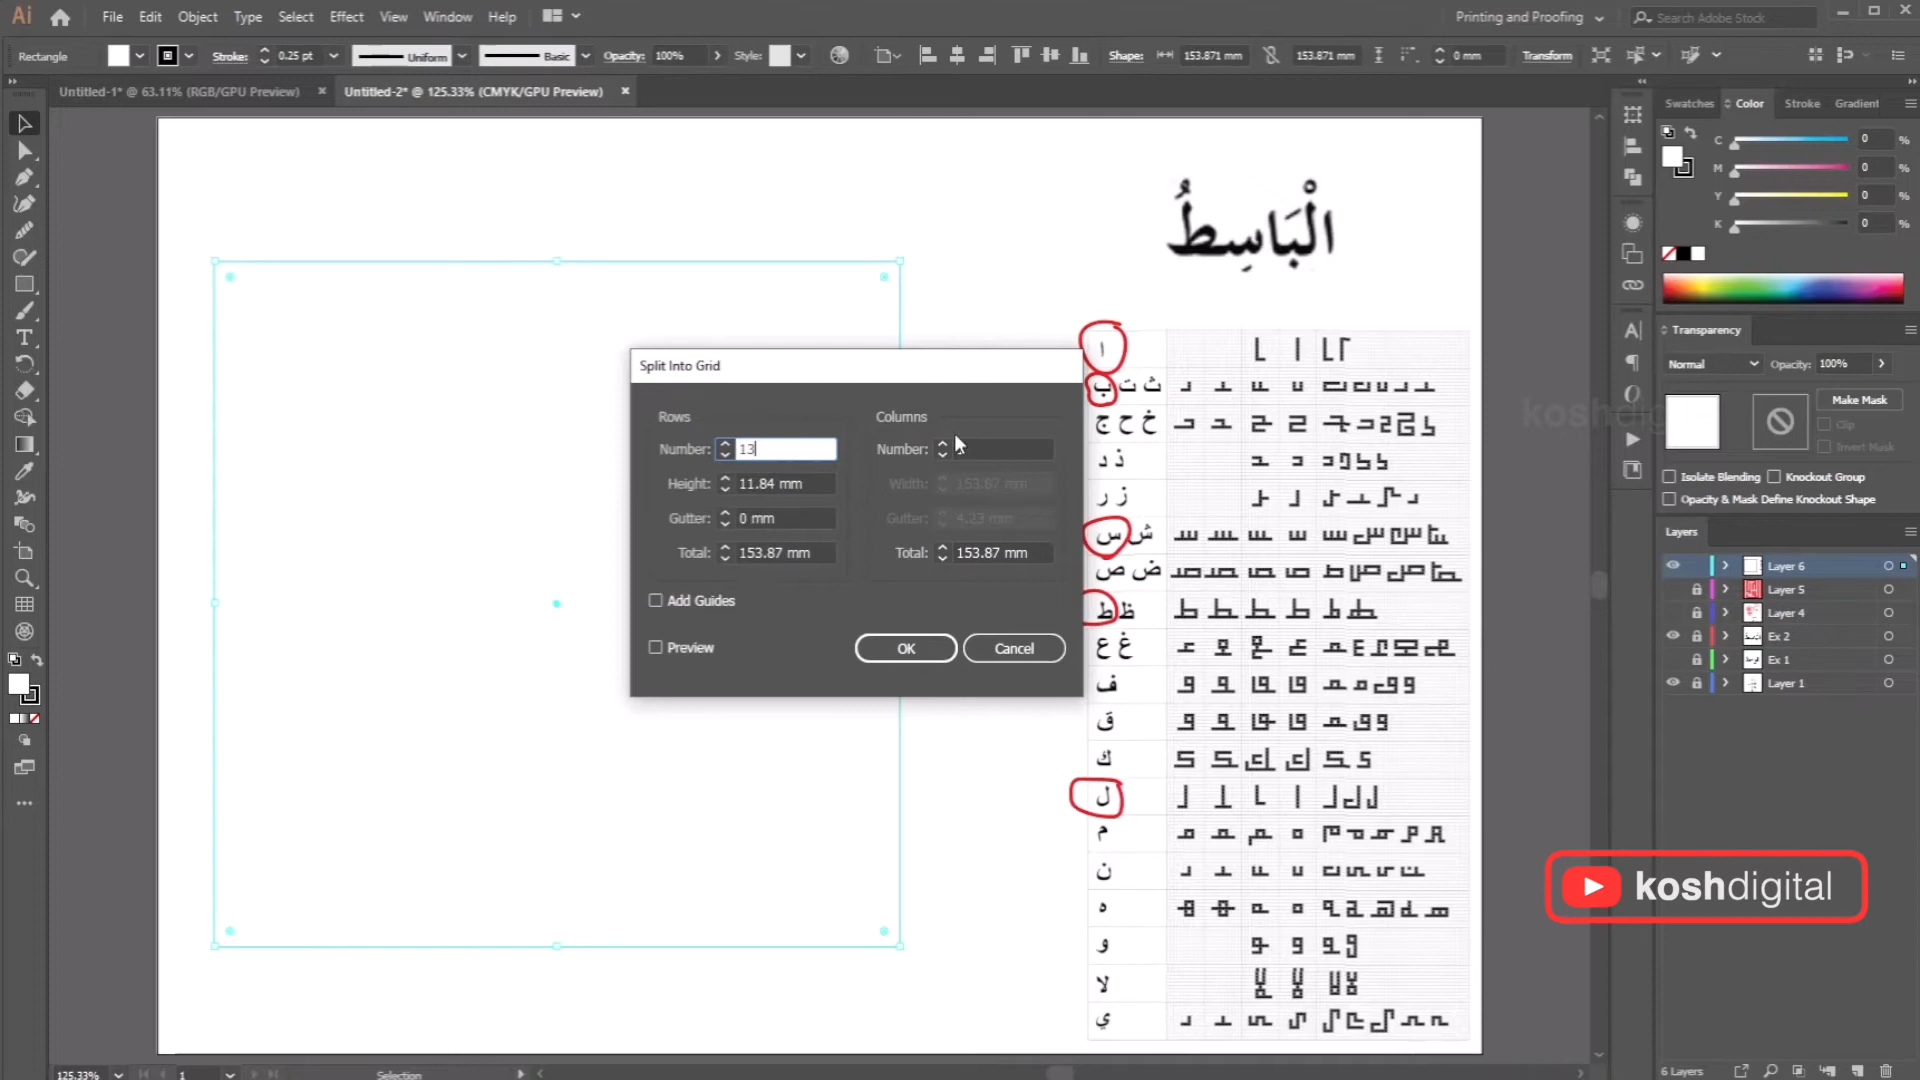 Ai File Edit Object Type Select Effect View Window Help Printing and Proofing Search Adobe Stock
Rectangle Stroke: 0.25 pt Uniform Basic Opacity: 100% Style: Shape: 153.871 mm 153.871 mm 0 mm Transform
Untitled-1* @ 63.11% (RGB/GPU Preview) Untitled-2* @ 125.33% (CMYK/GPU Preview)
Swatches Color Stroke Gradient
C 0 %
M 0 %
Y 0 %
K 0 %
الْبَاسِطُ
Transparency
Normal Opacity: 100%
Make Mask
Clip
Invert Mask
Isolate Blending Knockout Group
Opacity & Mask Define Knockout Shape
Split Into Grid
Rows Columns
Number: 13 Number:
Height: 11.84 mm Width: 153.87 mm
Gutter: 0 mm Gutter: 4.23 mm
Total: 153.87 mm Total: 153.87 mm
Add Guides
Preview OK Cancel
ا
ب ت ث
ج ح خ
د ذ
ر ز
س ش
ص ض
ط ظ
ع غ
ف
ق
ك
ل
م
ن
ه
و
لا
ي
Layers
Layer 6
Layer 5
Layer 4
Ex 2
Ex 1
Layer 1
koshdigital
125.33% 1 Selection
6 Layers